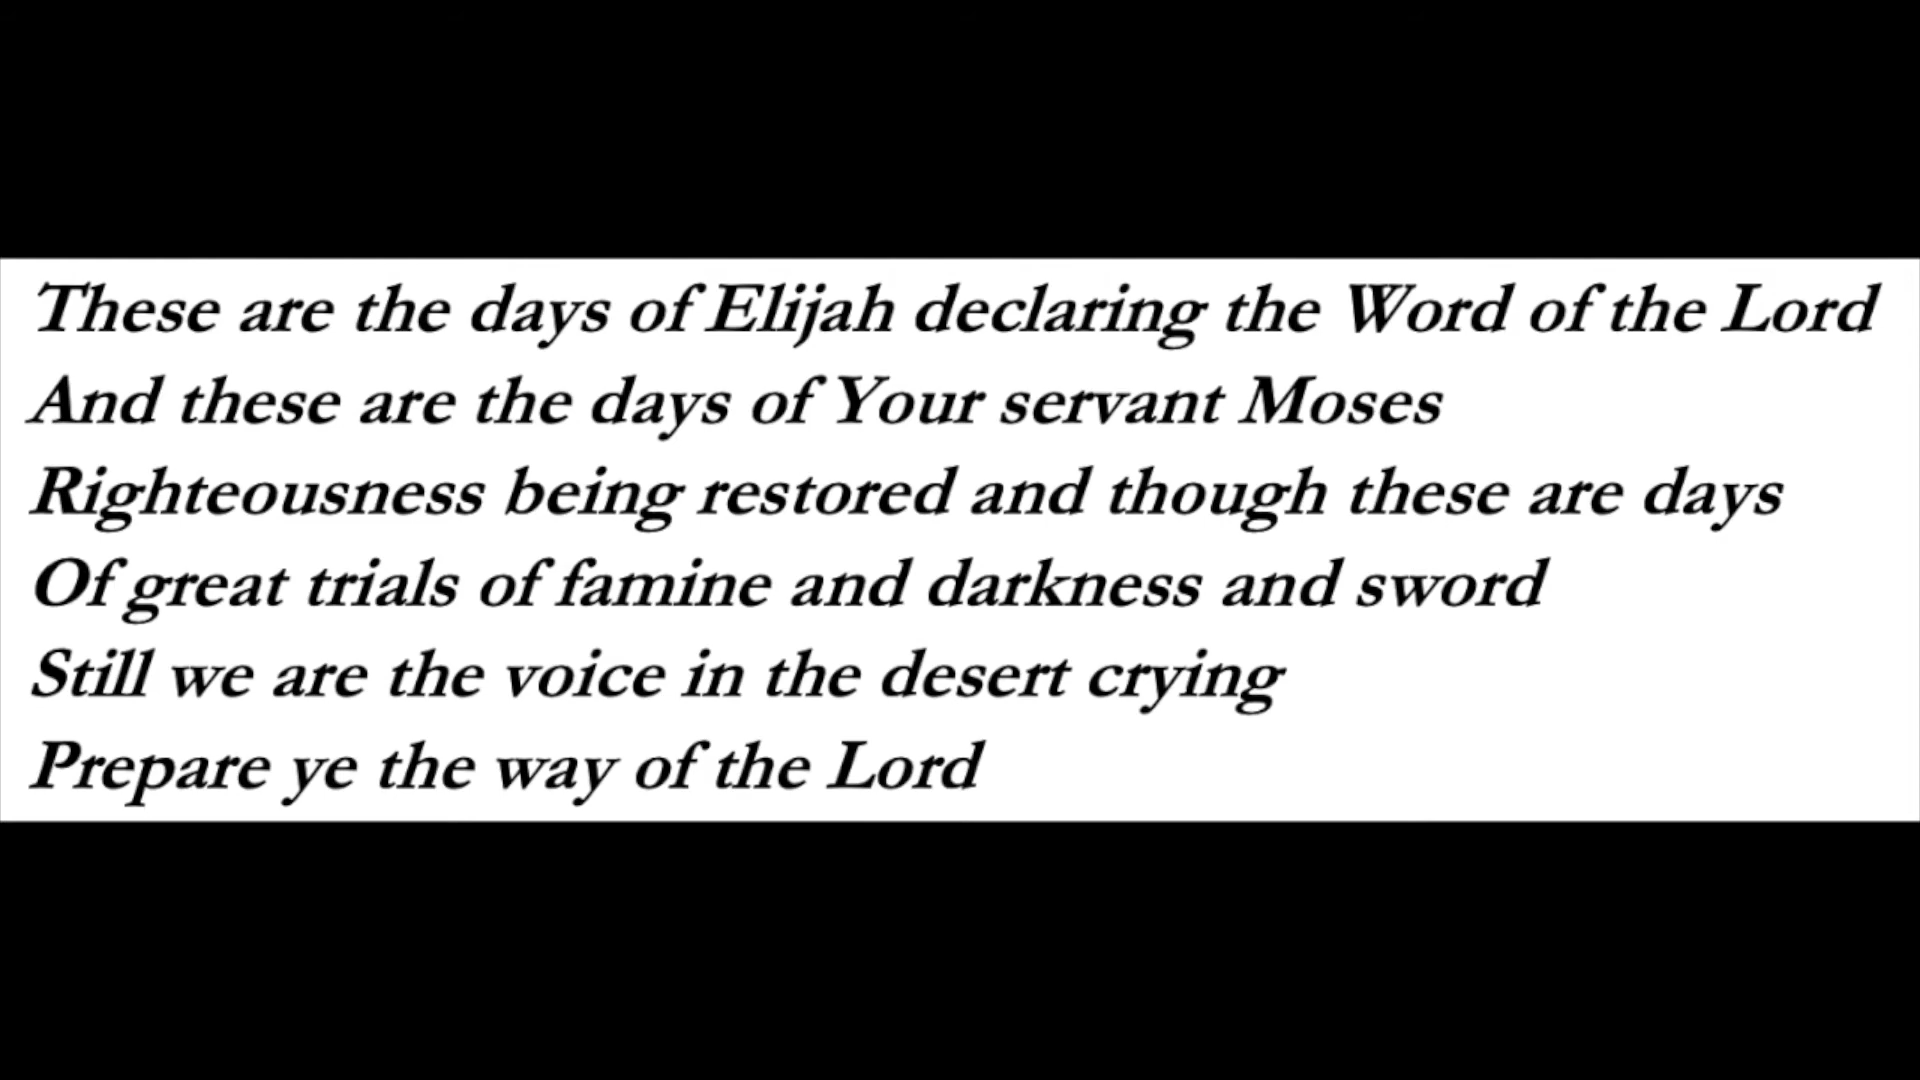 These are the days of Elijah declaring the Word of the Lord
And these are the days of Your servant Moses
Righteousness being restored and though these are days
Of great trials of famine and darkness and sword
Still we are the voice in the desert crying
Prepare ye the way of the Lord